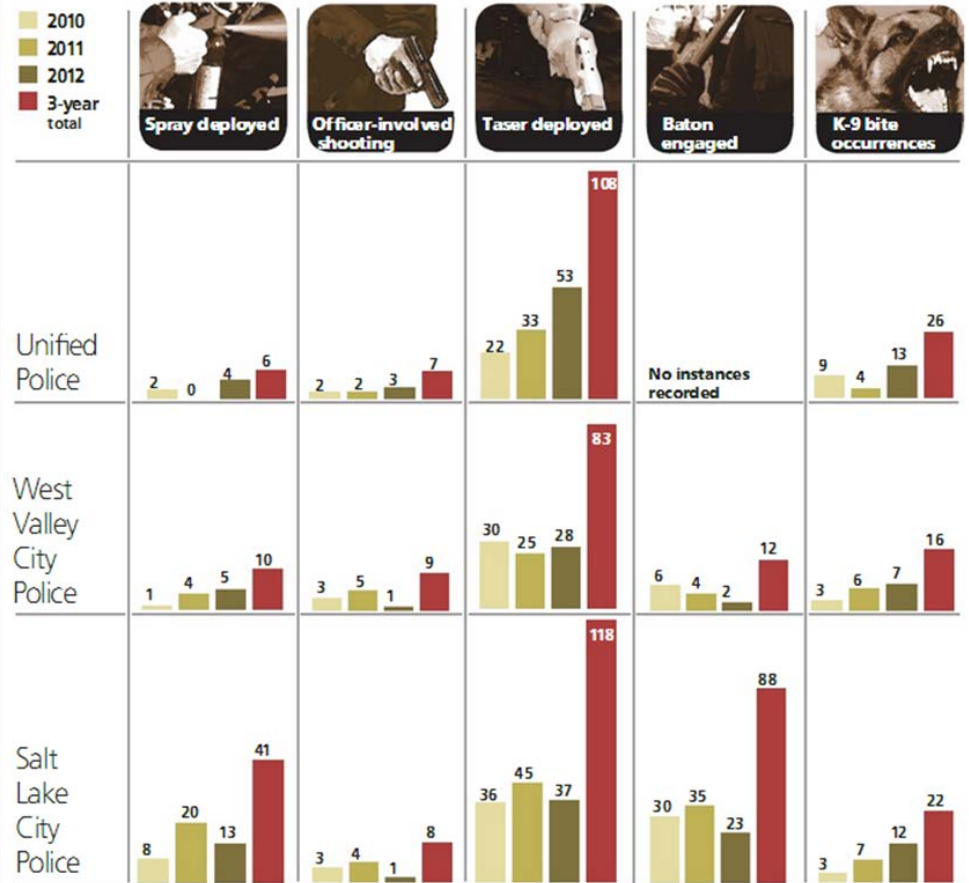 2010
2011
2012
3-year
total
Spray deployed
Officer-involved
shooting
Taser deployed
Baton
engaged
K-9 bite
occurrences
Unified
Police
2 0 4 6
2 2 3 7
22 33 53 108
No instances
recorded
9 4 13 26
West
Valley
City
Police
1 4 5 10
3 5 1 9
30 25 28 83
6 4 2 12
3 6 7 16
Salt
Lake
City
Police
8 20 13 41
3 4 1 8
36 45 37 118
30 35 23 88
3 7 12 22